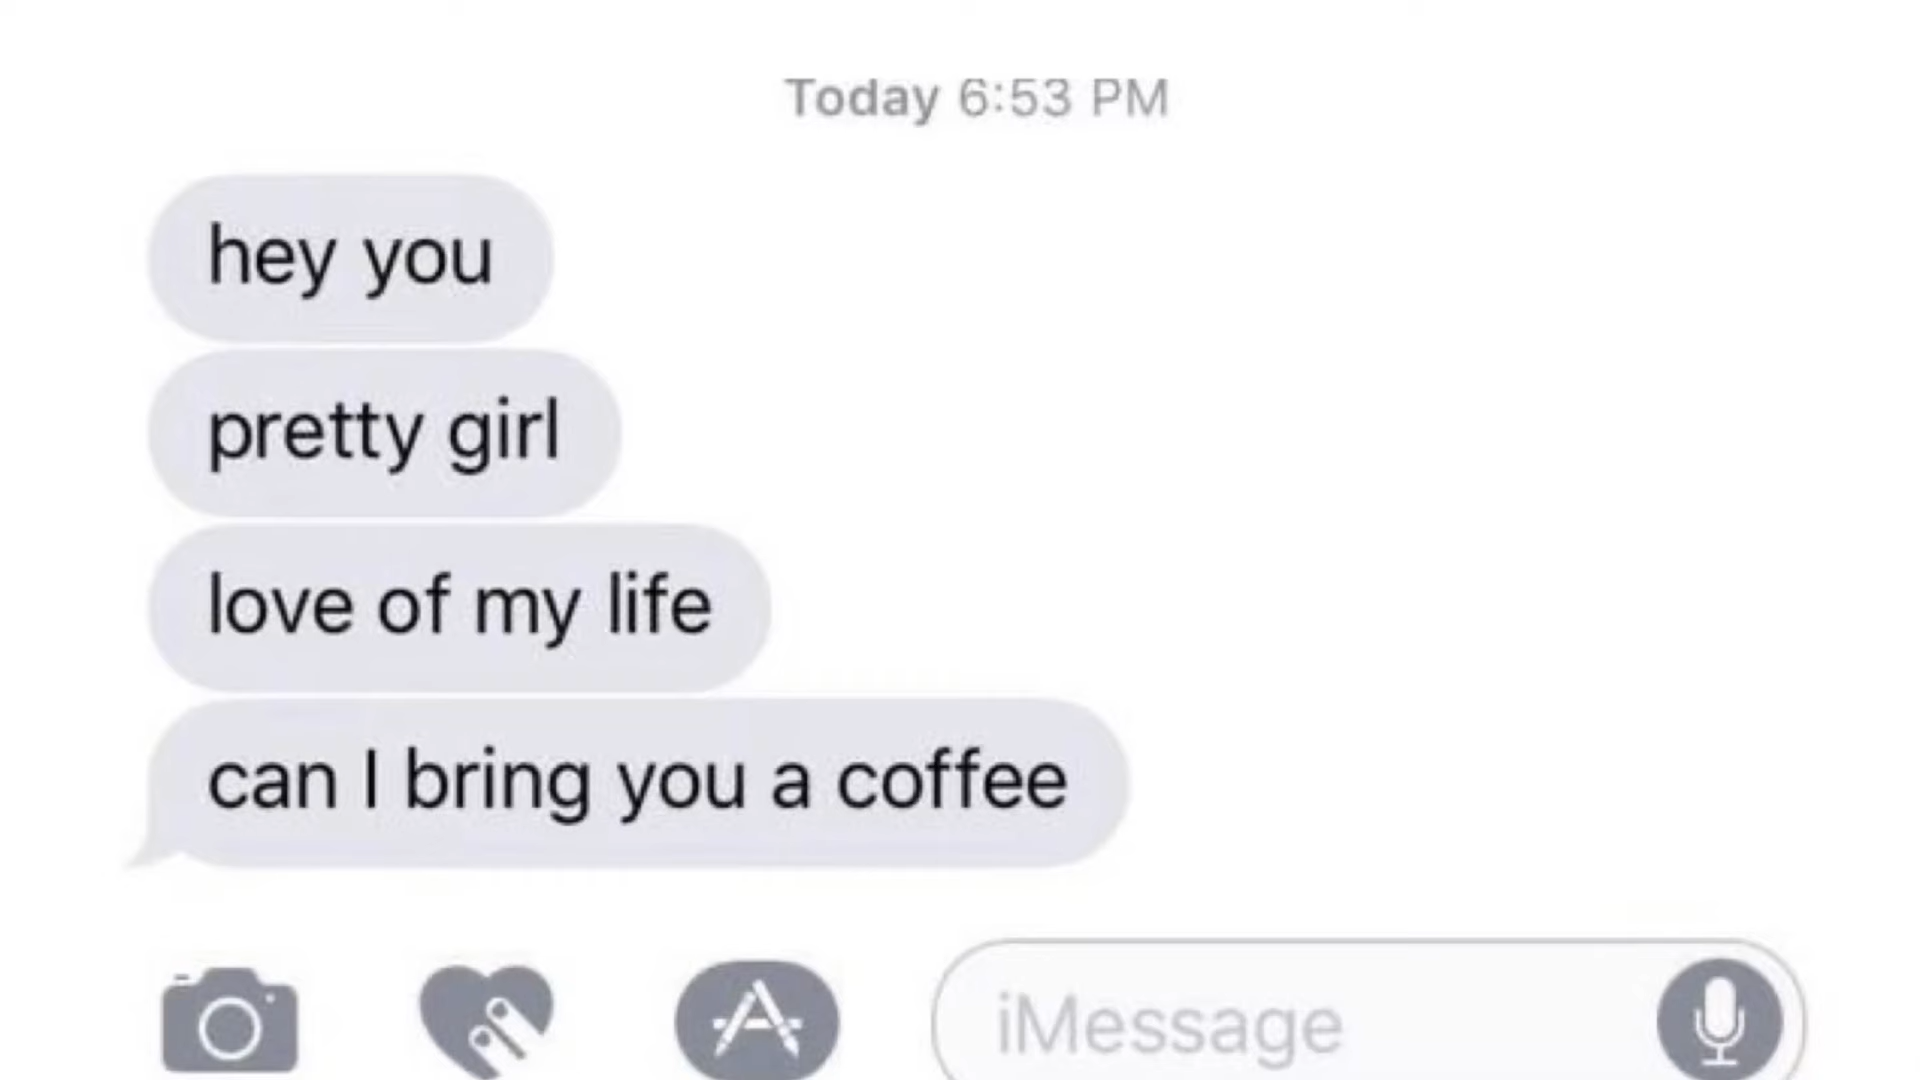 Today 6:53 PM
hey you
pretty girl
love of my life
can I bring you a coffee
iMessage